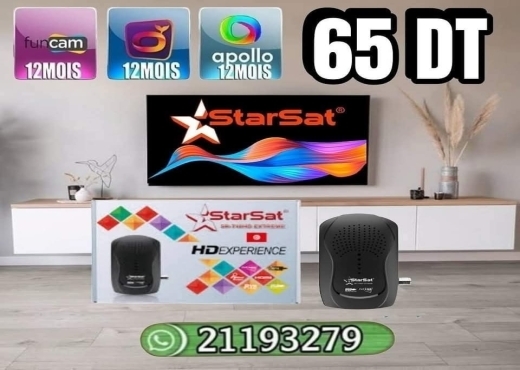 funcam
12MOIS
12MOIS
apollo
12MOIS
65 DT
StarSat®
StarSat®
HD EXPERIENCE
StarSat
21193279